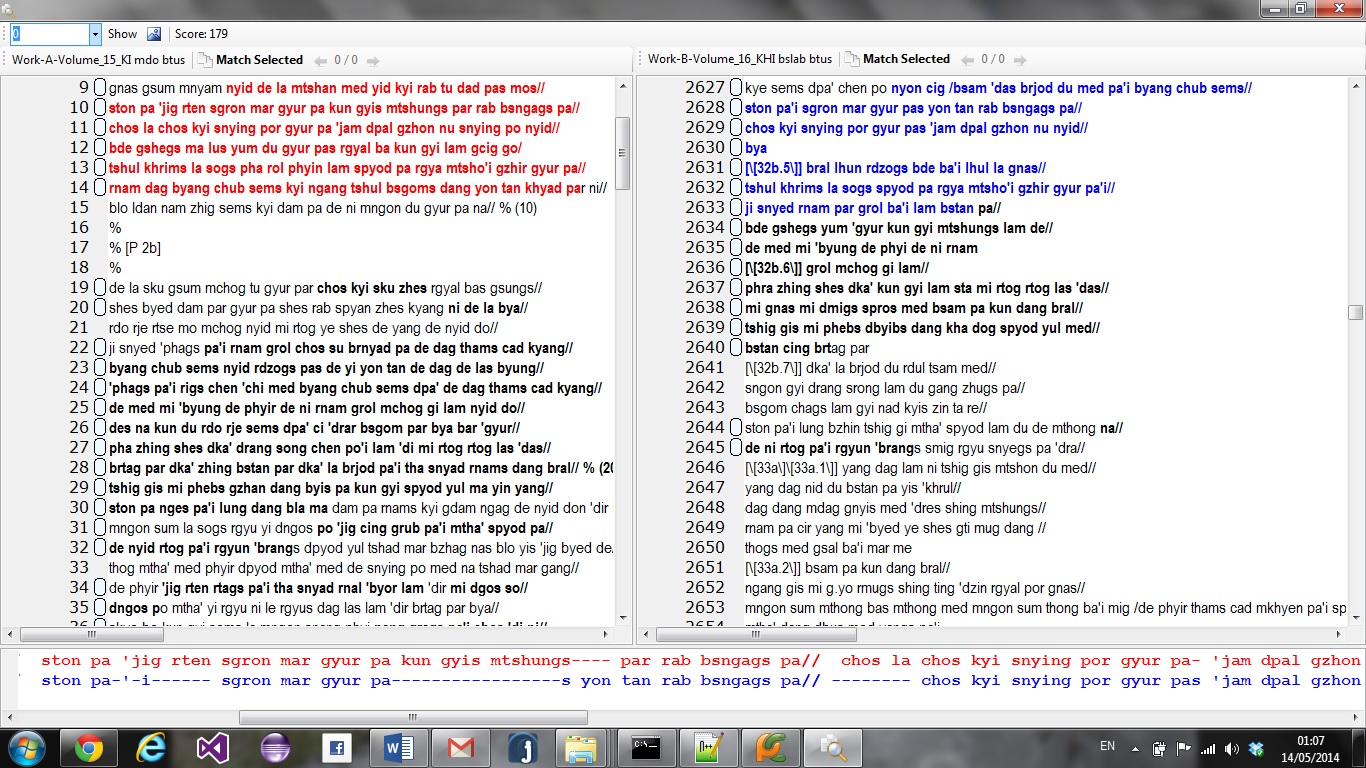 0 Show Score: 179
Work-A-Volume_15_KI mdo btus Match Selected 0 / 0
9 gnas gsum mnyam nyid de la mtshan med yid kyi rab tu dad pas mos//
10 ston pa 'jig rten sgron mar gyur pa kun gyis mtshungs par rab bsngags pa//
11 chos la chos kyi snying por gyur pa 'jam dpal gzhon nu snying po nyid//
12 bde gshegs ma lus yum du gyur pas rgyal ba kun gyi lam gcig go/
13 tshul khrims la sogs pha rol phyin lam spyod pa rgya mtsho'i gzhir gyur pa//
14 rnam dag byang chub sems kyi ngang tshul bsgoms dang yon tan khyad par ni//
15 blo ldan nam zhig sems kyi dam pa de ni mngon du gyur pa na// % (10)
16 %
17 % [P 2b]
18 %
19 de la sku gsum mchog tu gyur par chos kyi sku zhes rgyal bas gsungs//
20 shes byed dam par gyur pa shes rab spyan zhes kyang ni de la bya//
21 rdo rje rtse mo mchog nyid mi rtog ye shes de yang de nyid do//
22 ji snyed 'phags pa'i rnam grol chos su brnyad pa de dag thams cad kyang//
23 byang chub sems nyid rdzogs pas de yi yon tan de dag de las byung//
24 'phags pa'i rigs chen 'chi med byang chub sems dpa' de dag thams cad kyang//
25 de med mi 'byung de phyir de ni rnam grol mchog gi lam nyid do//
26 des na kun du rdo rje sems dpa' ci 'drar bsgom par bya bar 'gyur//
27 pha zhing shes dka' drang song chen po'i lam 'di mi rtog rtog las 'das//
28 brtag par dka' zhing bstan par dka' la brjod pa'i tha snyad rnams dang bral// % (20
29 tshig gis mi phebs gzhan dang byis pa kun gyi spyod yul ma yin yang//
30 ston pa nges pa'i lung dang bla ma dam pa rnams kyi gdam ngag de nyid don 'dir
31 mngon sum la sogs rgyu yi dngos po 'jig cing grub pa'i mtha' spyod pa//
32 de nyid rtog pa'i rgyun 'brangs dpyod yul tshad mar bzhag nas blo yis 'jig byed de
33 thog mtha' med phyir dpyod mtha' med de snying po med na tshad mar gang//
34 de phyir 'jig rten rtags pa'i tha snyad rnal 'byor lam 'dir mi dgos so//
35 dngos po mtha' yi rgyu ni le rgyus dag las lam 'dir brtag par bya//
Work-B-Volume_16_KHI bslab btus Match Selected 0 / 0
2627 kye sems dpa' chen po nyon cig /bsam 'das brjod du med pa'i byang chub sems//
2628 ston pa'i sgron mar gyur pas yon tan rab bsngags pa//
2629 chos kyi snying por gyur pas 'jam dpal gzhon nu nyid//
2630 bya
2631 [\[32b.5\]] bral lhun rdzogs bde ba'i lhul la gnas//
2632 tshul khrims la sogs spyod pa rgya mtsho'i gzhir gyur pa'i//
2633 ji snyed rnam par grol ba'i lam bstan pa//
2634 bde gshegs yum 'gyur kun gyi mtshungs lam de//
2635 de med mi 'byung de phyi de ni rnam
2636 [\[32b.6\]] grol mchog gi lam//
2637 phra zhing shes dka' kun gyi lam sta mi rtog rtog las 'das//
2638 mi gnas mi dmigs spros med bsam pa kun dang bral//
2639 tshig gis mi phebs dbyibs dang kha dog spyod yul med//
2640 bstan cing brtag par
2641 [\[32b.7\]] dka' la brjod du rdul tsam med//
2642 sngon gyi drang srong lam du gang zhugs pa//
2643 bsgom chags lam gyi nad kyis zin ta re//
2644 ston pa'i lung bzhin tshig gi mtha' spyod lam du de mthong na//
2645 de ni rtog pa'i rgyun 'brangs smig rgyu snyegs pa 'dra//
2646 [\[33a\]\[33a.1\]] yang dag lam ni tshig gis mtshon du med//
2647 yang dag nid du bstan pa yis 'khrul//
2648 dag dang mdag gnyis med 'dres shing mtshungs//
2649 rnam pa cir yang mi 'byed ye shes gti mug dang //
2650 thogs med gsal ba'i mar me
2651 [\[33a.2\]] bsam pa kun dang bral//
2652 ngang gis mi g.yo rmugs shing ting 'dzin rgyal por gnas//
2653 mngon sum mthong bas mthong med mngon sum thong ba'i mig /de phyir thams cad mkhyen pa'i sp
ston pa 'jig rten sgron mar gyur pa kun gyis mtshungs---- par rab bsngags pa// chos la chos kyi snying por gyur pa- 'jam dpal gzhon
ston pa-'-i------ sgron mar gyur pa-----------------s yon tan rab bsngags pa// -------- chos kyi snying por gyur pas 'jam dpal gzhon
EN 01:07
14/05/2014